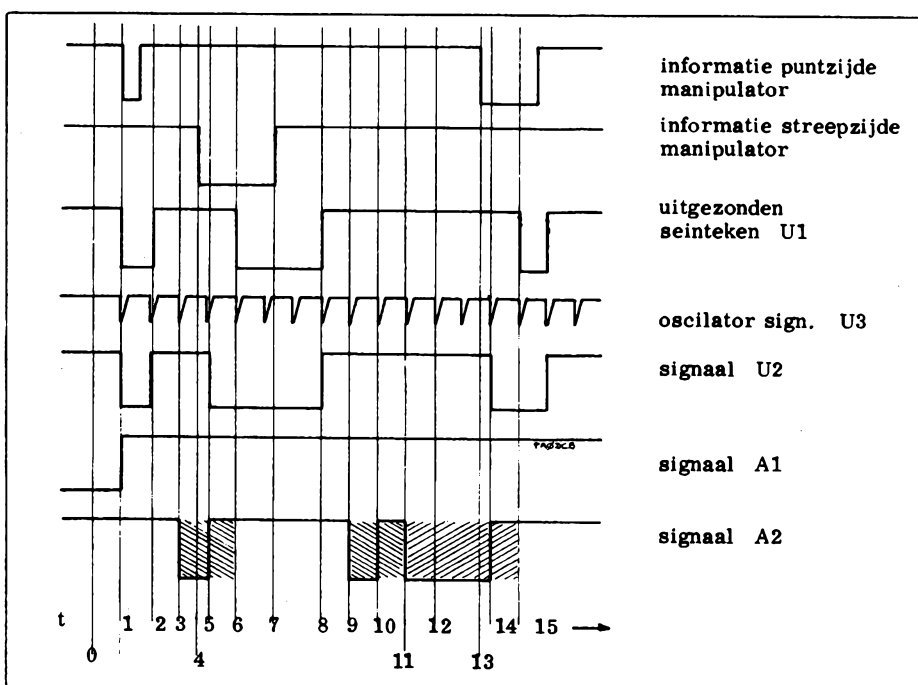 informatie puntzijde
manipulator
informatie streepzijde
manipulator
uitgezonden
seinteken U1
oscilator sign. U3
signaal U2
PAØDCB
signaal A1
signaal A2
t 1 2 3 5 6 7 8 9 10 12 14 15
0 4 11 13